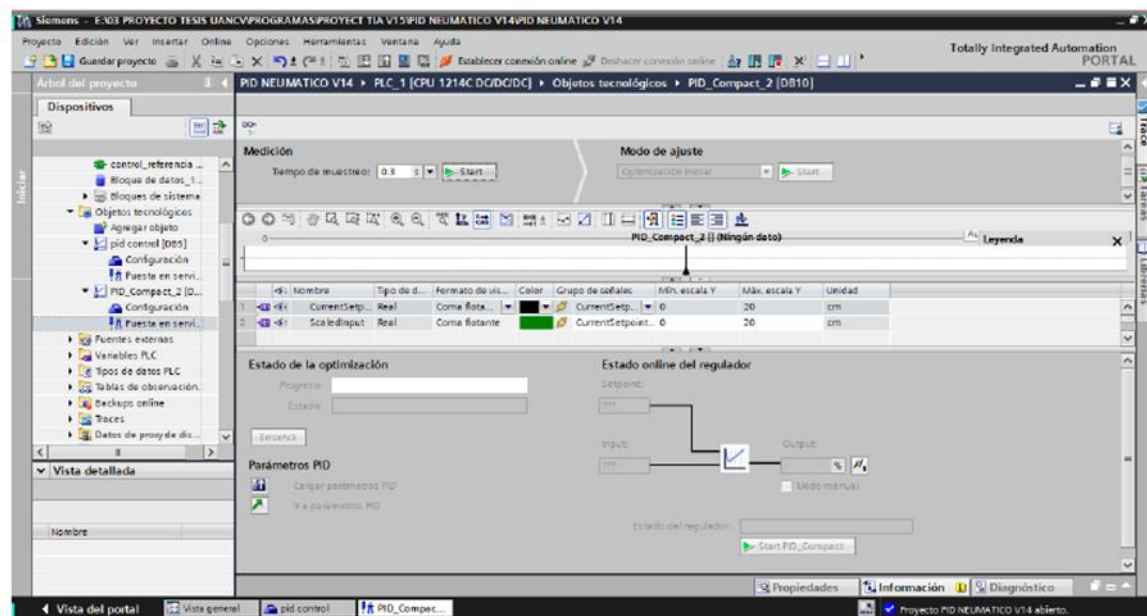 Siemens - E:\03 PROYECTO TESIS UANCV\PROGRAMAS\PROYECT TIA V15\PID NEUMATICO V14\PID NEUMATICO V14
Proyecto Edición Ver Insertar Online Opciones Herramientas Ventana Ayuda
Totally Integrated Automation
PORTAL
Guardar proyecto Establecer conexión online Deshacer conexión online
Árbol del proyecto
PID NEUMATICO V14 PLC_1 [CPU 1214C DC/DC/DC] Objetos tecnológicos PID_Compact_2 [DB10]
Dispositivos
Iniciar
control_referencia ...
Bloque de datos_1...
Bloques de sistema
Objetos tecnológicos
Agregar objeto
pid control [DB5]
Configuración
Puesta en servi...
PID_Compact_2 [D...
Configuración
Puesta en servi...
Fuentes externas
Variables PLC
Tipos de datos PLC
Tablas de observación...
Backups online
Traces
Datos de proxy de dis...
Vista detallada
Nombre
Medición
Tiempo de muestreo: 0.3 s Start
Modo de ajuste
Optimización inicial Start
PID_Compact_2 [] (Ningún dato)
Leyenda
Nombre Tipo de d... Formato de vis... Color Grupo de señales Mín. escala Y Máx. escala Y Unidad
1 CurrentSetp... Real Coma flota... CurrentSetp... 0 20 cm
2 ScaledInput Real Coma flotante CurrentSetpoint... 0 20 cm
Estado de la optimización
Progreso:
Estado:
ErrorAck
Parámetros PID
Cargar parámetros PID
Ir a parámetros PID
Estado online del regulador
Setpoint:
???
Input:
???
Output:
%
Modo manual
Estado del regulador:
Start PID_Compact
Trace
Tareas
Librerías
Propiedades Información Diagnóstico
Vista del portal Vista general pid control PID_Compac...
Proyecto PID NEUMATICO V14 abierto.